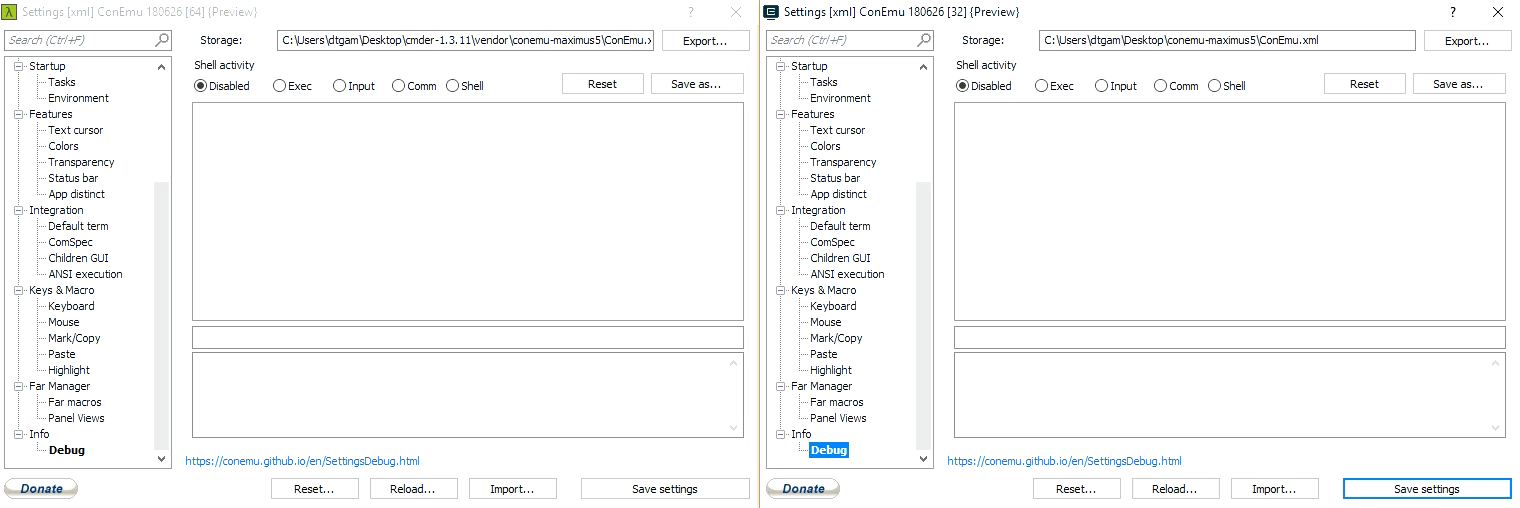 λ Settings [xml] ConEmu 180626 [64] {Preview} ?
Search (Ctrl+F)
Storage: C:\Users\dtgam\Desktop\cmder-1.3.11\vendor\conemu-maximus5\ConEmu.x Export...
Shell activity
Disabled Exec Input Comm Shell Reset Save as...
Startup
Tasks
Environment
Features
Text cursor
Colors
Transparency
Status bar
App distinct
Integration
Default term
ComSpec
Children GUI
ANSI execution
Keys & Macro
Keyboard
Mouse
Mark/Copy
Paste
Highlight
Far Manager
Far macros
Panel Views
Info
Debug
https://conemu.github.io/en/SettingsDebug.html
Donate Reset... Reload... Import... Save settings
Settings [xml] ConEmu 180626 [32] {Preview} ?
Search (Ctrl+F)
Storage: C:\Users\dtgam\Desktop\conemu-maximus5\ConEmu.xml Export...
Shell activity
Disabled Exec Input Comm Shell Reset Save as...
Startup
Tasks
Environment
Features
Text cursor
Colors
Transparency
Status bar
App distinct
Integration
Default term
ComSpec
Children GUI
ANSI execution
Keys & Macro
Keyboard
Mouse
Mark/Copy
Paste
Highlight
Far Manager
Far macros
Panel Views
Info
Debug
https://conemu.github.io/en/SettingsDebug.html
Donate Reset... Reload... Import... Save settings